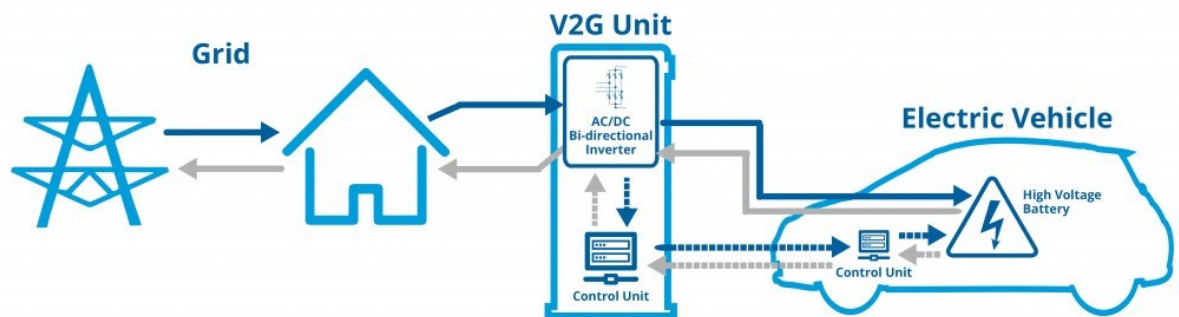 V2G Unit
Grid
AC/DC
Bi-directional
Inverter
Control Unit
Electric Vehicle
High Voltage
Battery
Control Unit